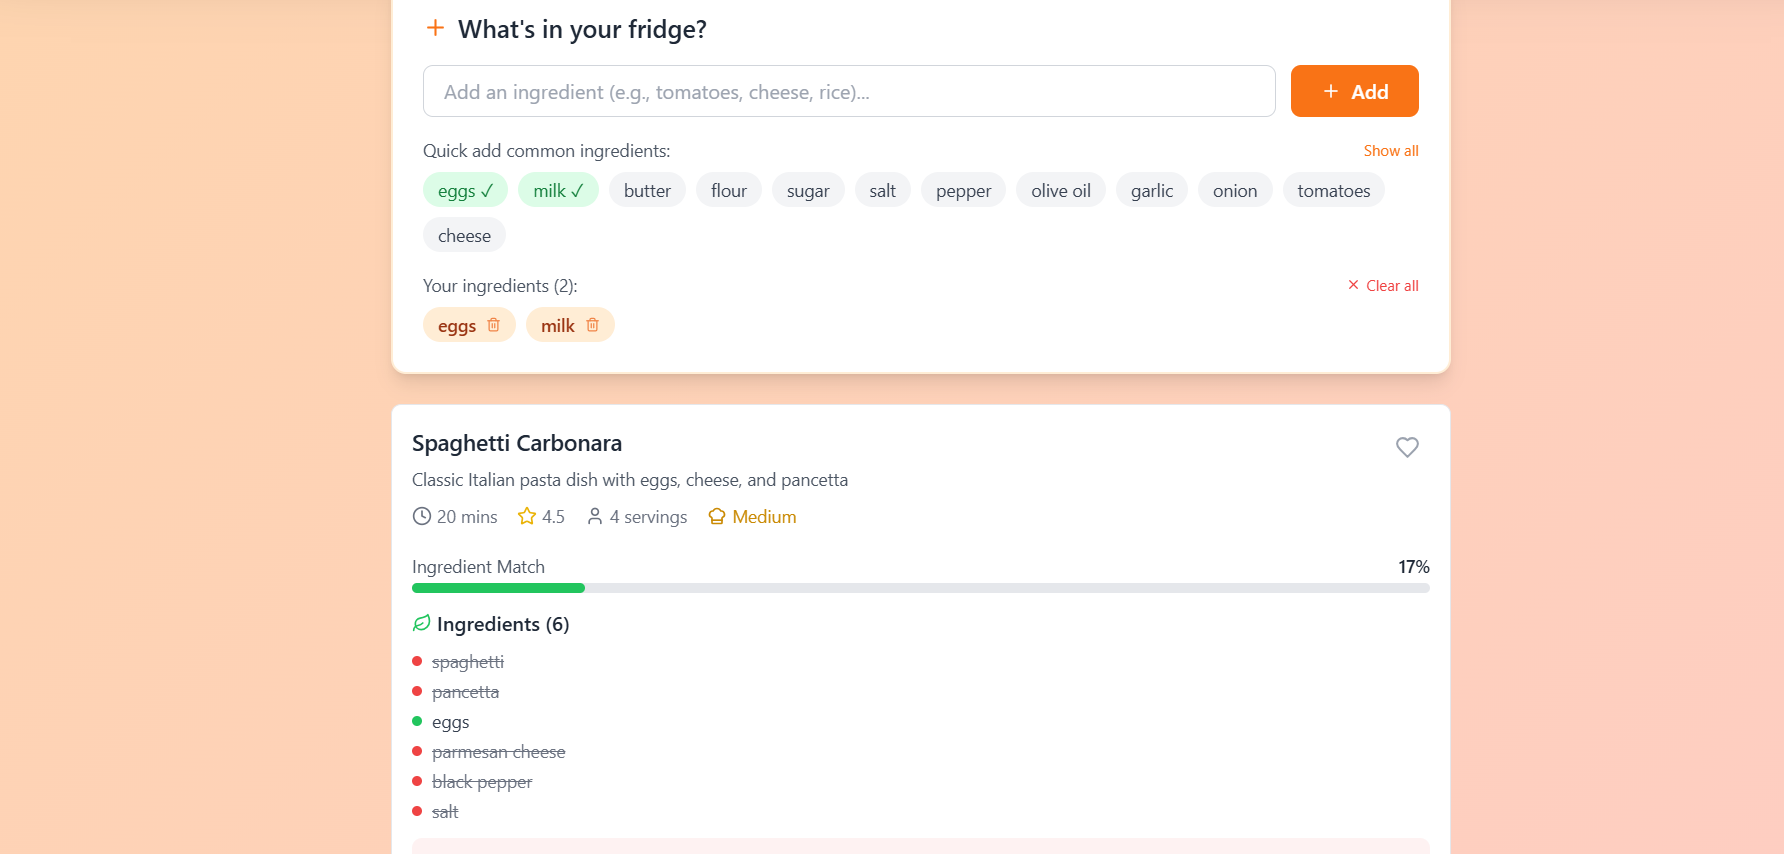 What's in your fridge?
Add an ingredient (e.g., tomatoes, cheese, rice)...
Add
Quick add common ingredients:
Show all
eggs ✓ milk ✓ butter flour sugar salt pepper olive oil garlic onion tomatoes
cheese
Your ingredients (2):
Clear all
eggs milk
Spaghetti Carbonara
Classic Italian pasta dish with eggs, cheese, and pancetta
20 mins 4.5 4 servings Medium
Ingredient Match 17%
Ingredients (6)
spaghetti
pancetta
eggs
parmesan cheese
black pepper
salt